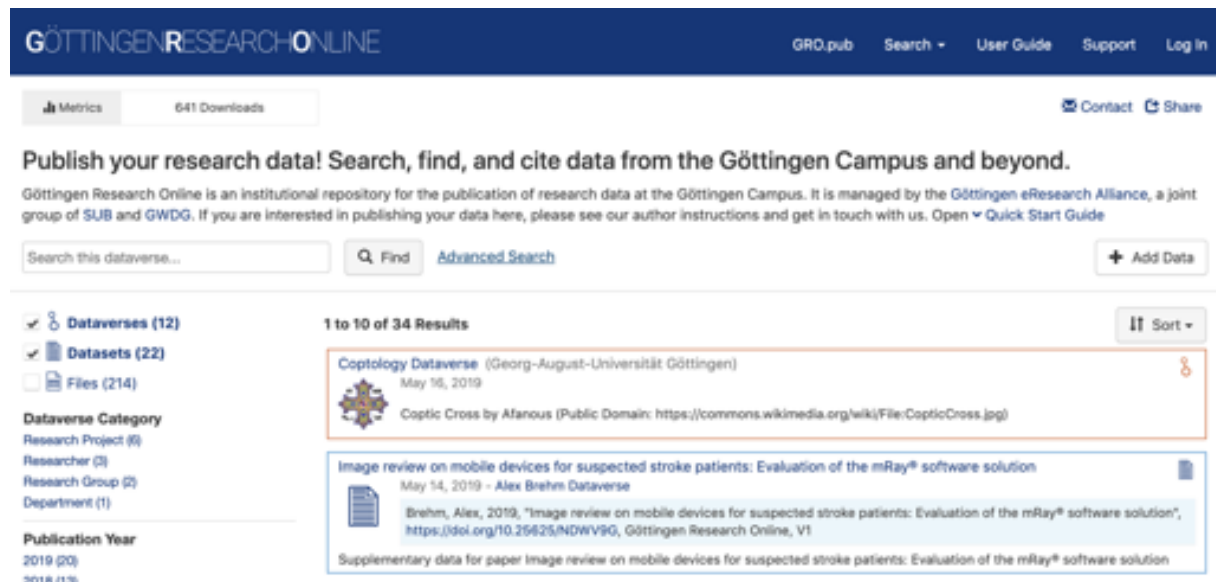 GÖTTINGENRESEARCHONLINE
GRO.pub Search User Guide Support Log In
Metrics 641 Downloads
Contact Share
Publish your research data! Search, find, and cite data from the Göttingen Campus and beyond.
Göttingen Research Online is an institutional repository for the publication of research data at the Göttingen Campus. It is managed by the Göttingen eResearch Alliance, a joint
group of SUB and GWDG. If you are interested in publishing your data here, please see our author instructions and get in touch with us. Open Quick Start Guide
Search this dataverse... Find Advanced Search Add Data
Dataverses (12)
Datasets (22)
Files (214)
Dataverse Category
Research Project (6)
Researcher (3)
Research Group (2)
Department (1)
Publication Year
2019 (20)
2018 (13)
1 to 10 of 34 Results Sort
Coptology Dataverse (Georg-August-Universität Göttingen)
May 16, 2019
Coptic Cross by Afanous (Public Domain: https://commons.wikimedia.org/wiki/File:CopticCross.jpg)
Image review on mobile devices for suspected stroke patients: Evaluation of the mRay® software solution
May 14, 2019 - Alex Brehm Dataverse
Brehm, Alex, 2019, "Image review on mobile devices for suspected stroke patients: Evaluation of the mRay® software solution",
https://doi.org/10.25625/NDWV9G, Göttingen Research Online, V1
Supplementary data for paper Image review on mobile devices for suspected stroke patients: Evaluation of the mRay® software solution